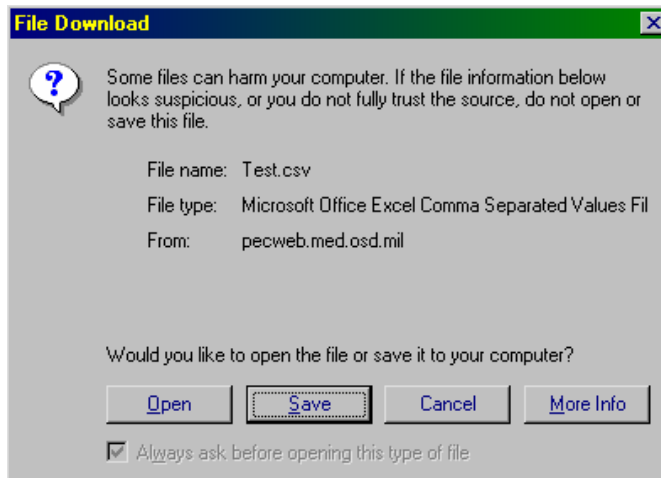 File Download
Some files can harm your computer. If the file information below
looks suspicious, or you do not fully trust the source, do not open or
save this file.
File name: Test.csv
File type: Microsoft Office Excel Comma Separated Values Fil
From: pecweb.med.osd.mil
Would you like to open the file or save it to your computer?
Open Save Cancel More Info
Always ask before opening this type of file